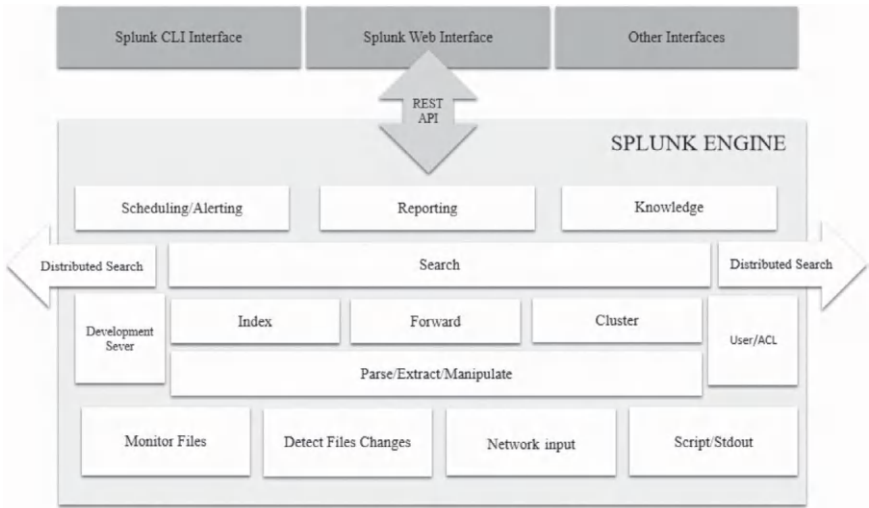 Splunk CLI Interface
Splunk Web Interface
Other Interfaces
REST
API
SPLUNK ENGINE
Scheduling/Alerting
Reporting
Knowledge
Distributed Search
Search
Distributed Search
Development
Sever
Index
Forward
Cluster
User/ACL
Parse/Extract/Manipulate
Monitor Files
Detect Files Changes
Network input
Script/Stdout